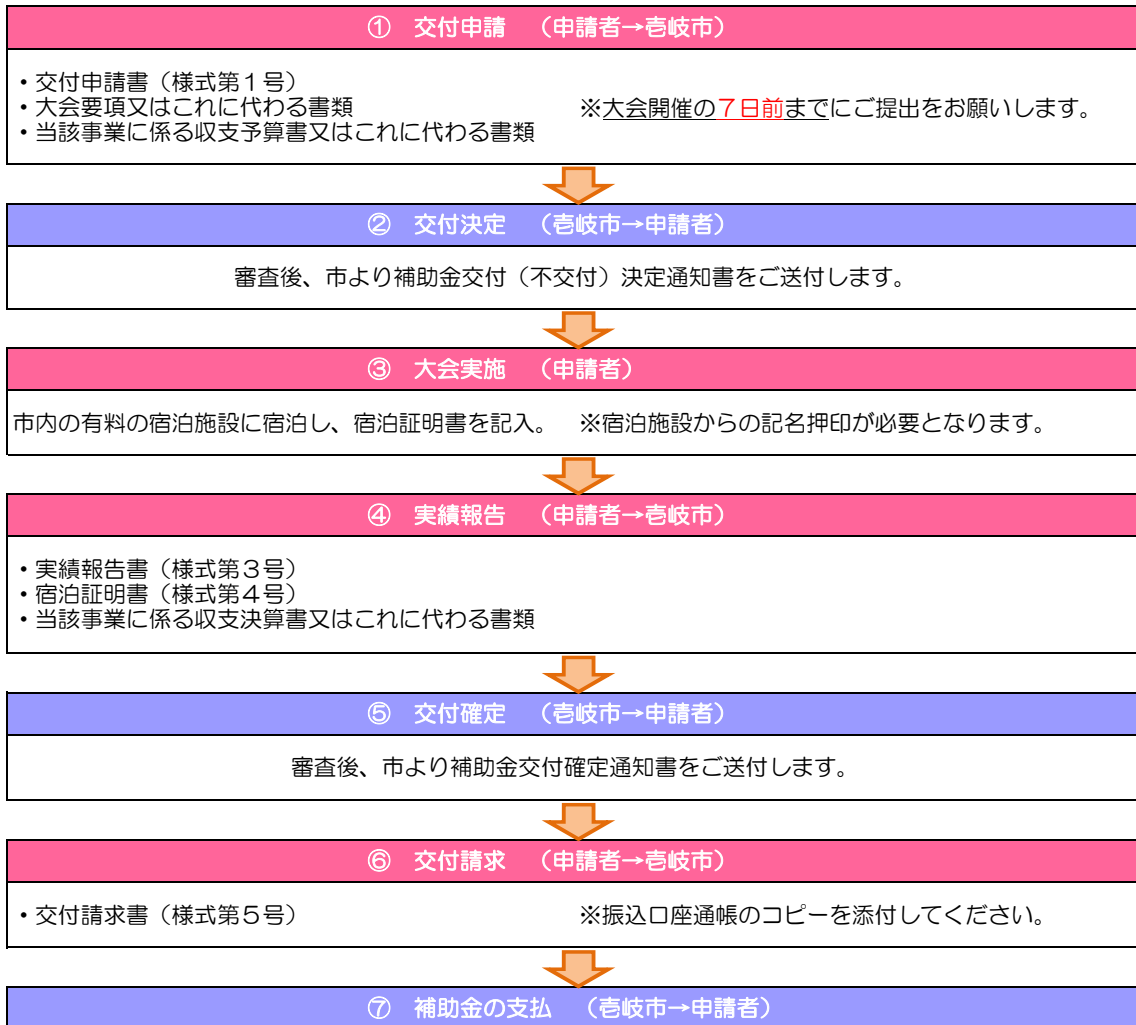 ① 交付申請 （申請者→壱岐市）
・交付申請書（様式第１号）
・大会要項又はこれに代わる書類 ※大会開催の７日前までにご提出をお願いします。
・当該事業に係る収支予算書又はこれに代わる書類
② 交付決定 （壱岐市→申請者）
審査後、市より補助金交付（不交付）決定通知書をご送付します。
③ 大会実施 （申請者）
市内の有料の宿泊施設に宿泊し、宿泊証明書を記入。 ※宿泊施設からの記名押印が必要となります。
④ 実績報告 （申請者→壱岐市）
・実績報告書（様式第３号）
・宿泊証明書（様式第４号）
・当該事業に係る収支決算書又はこれに代わる書類
⑤ 交付確定 （壱岐市→申請者）
審査後、市より補助金交付確定通知書をご送付します。
⑥ 交付請求 （申請者→壱岐市）
・交付請求書（様式第５号） ※振込口座通帳のコピーを添付してください。
⑦ 補助金の支払 （壱岐市→申請者）